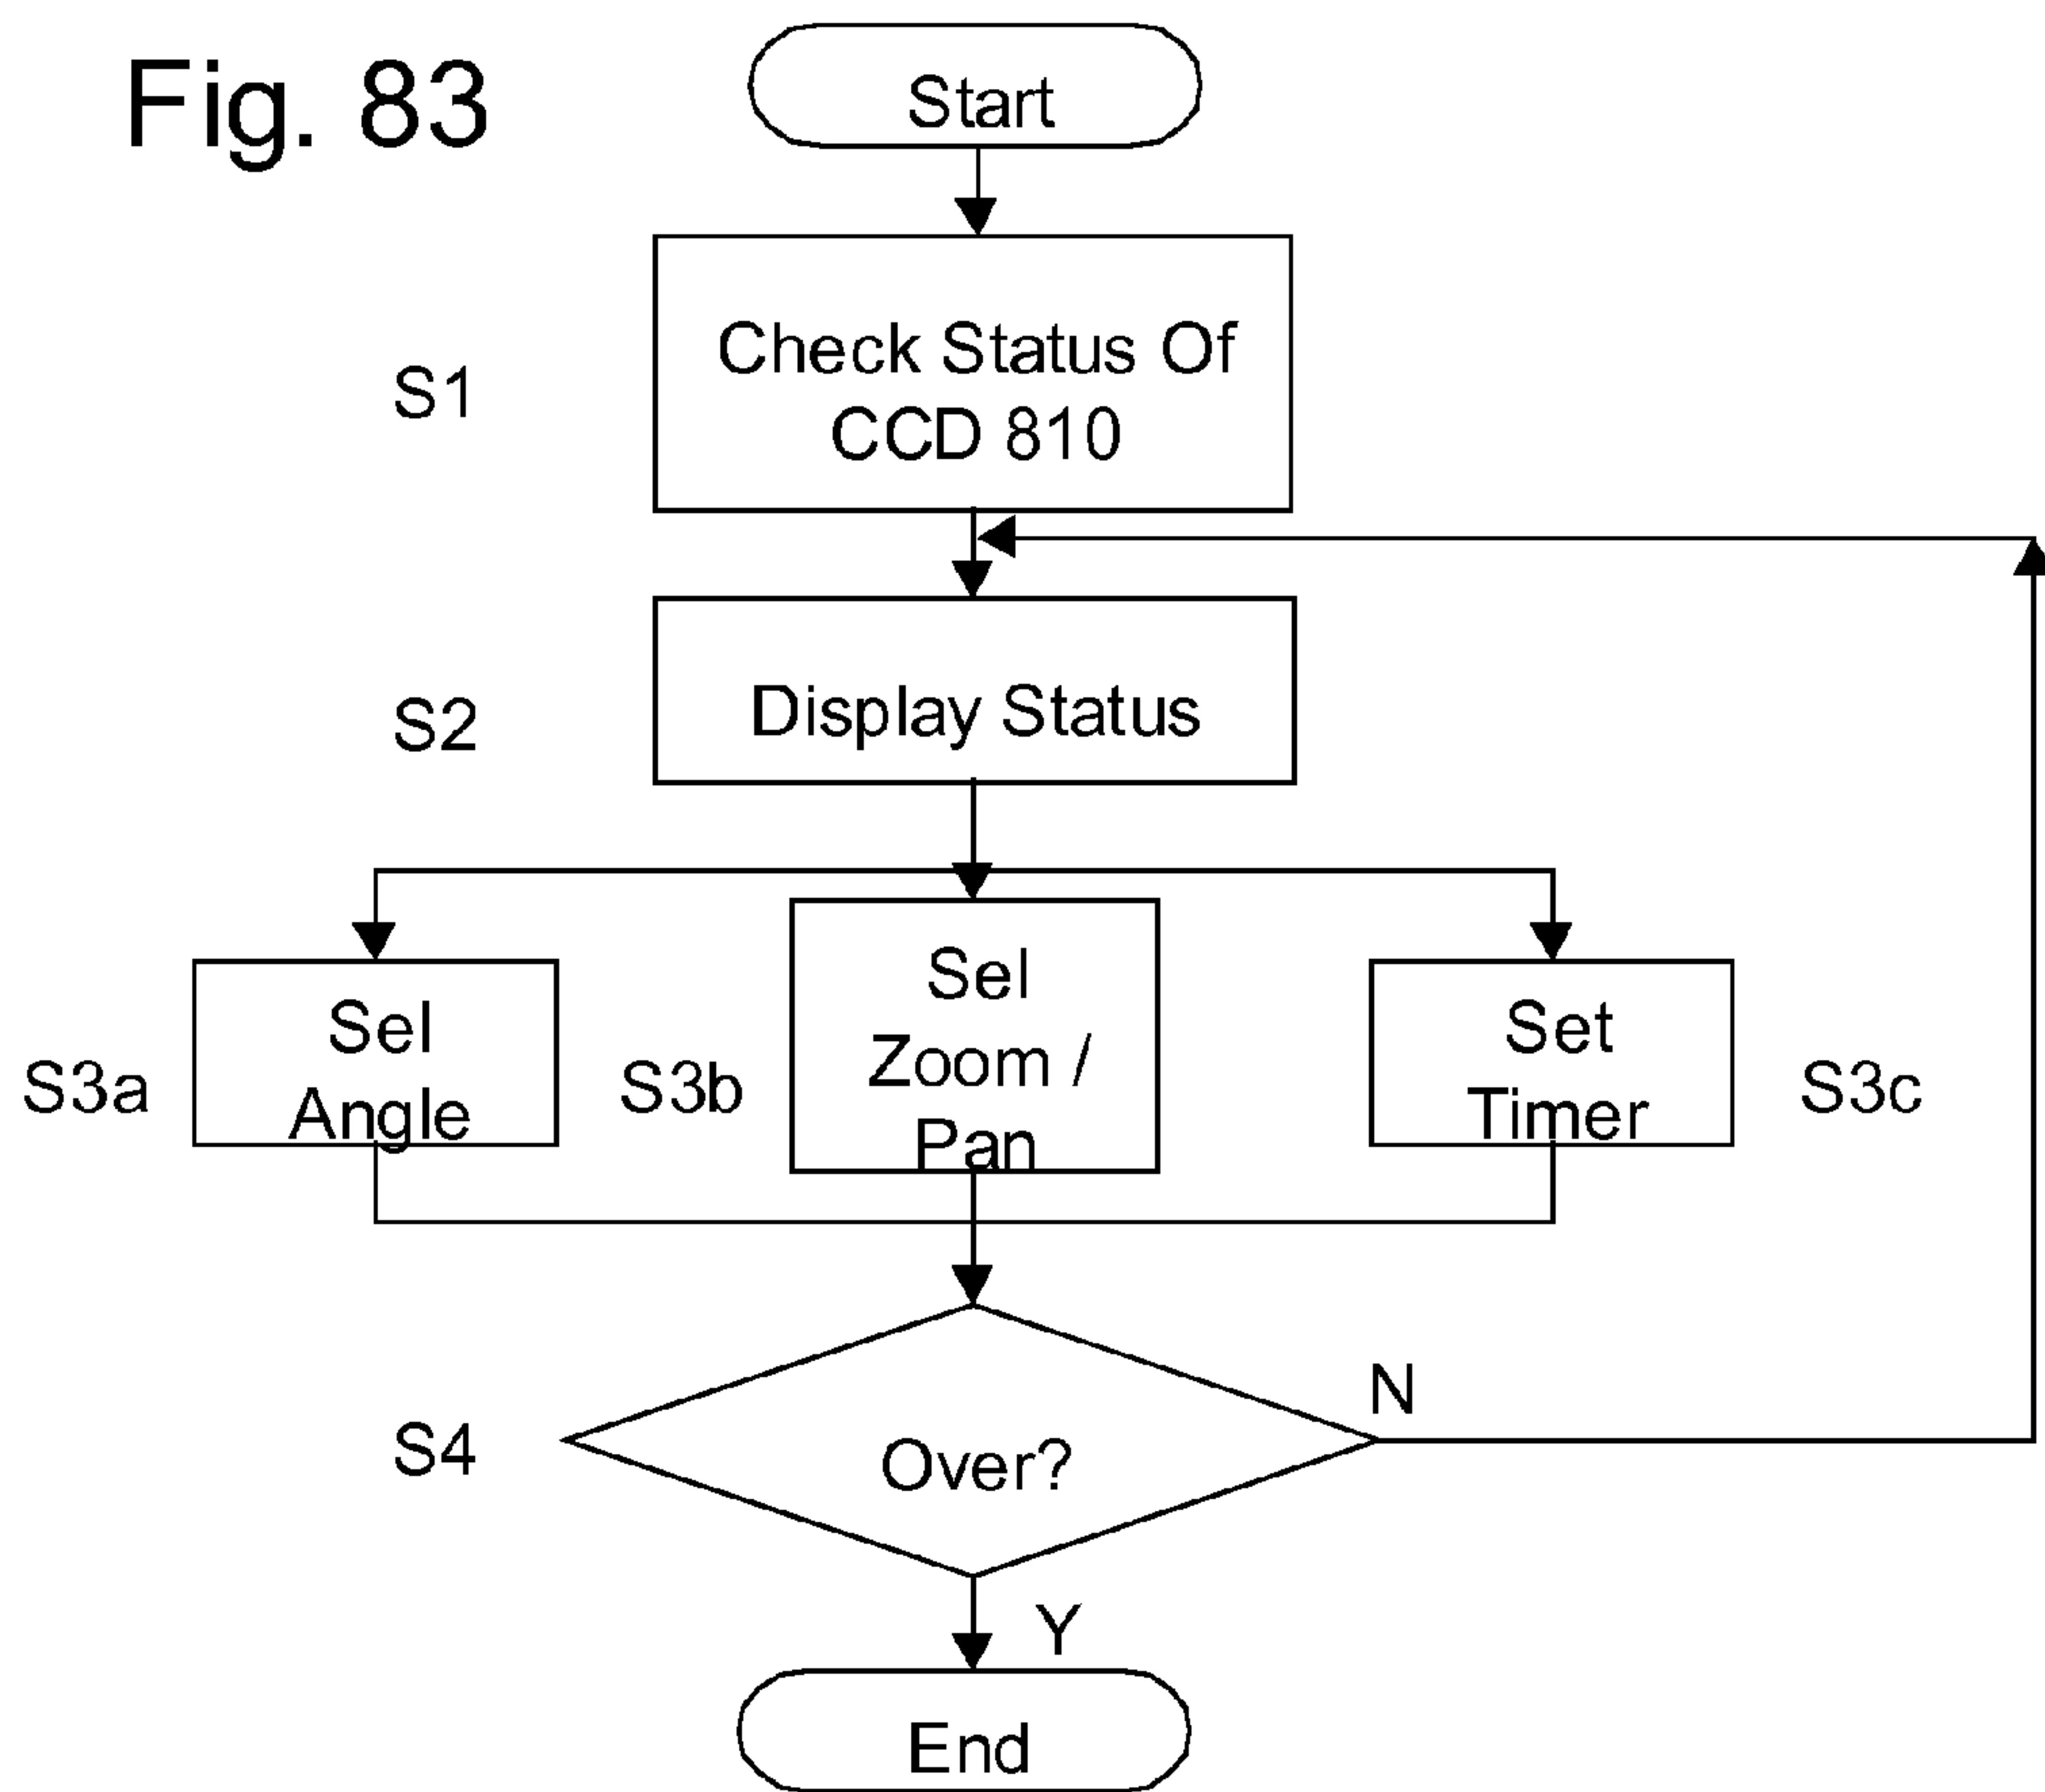 Fig. 83
Start
S1
Check Status Of
CCD 810
S2
Display Status
S3a
Sel
Angle
S3b
Sel
Zoom /
Pan
Set
Timer
S3c
S4
Over?
N
Y
End